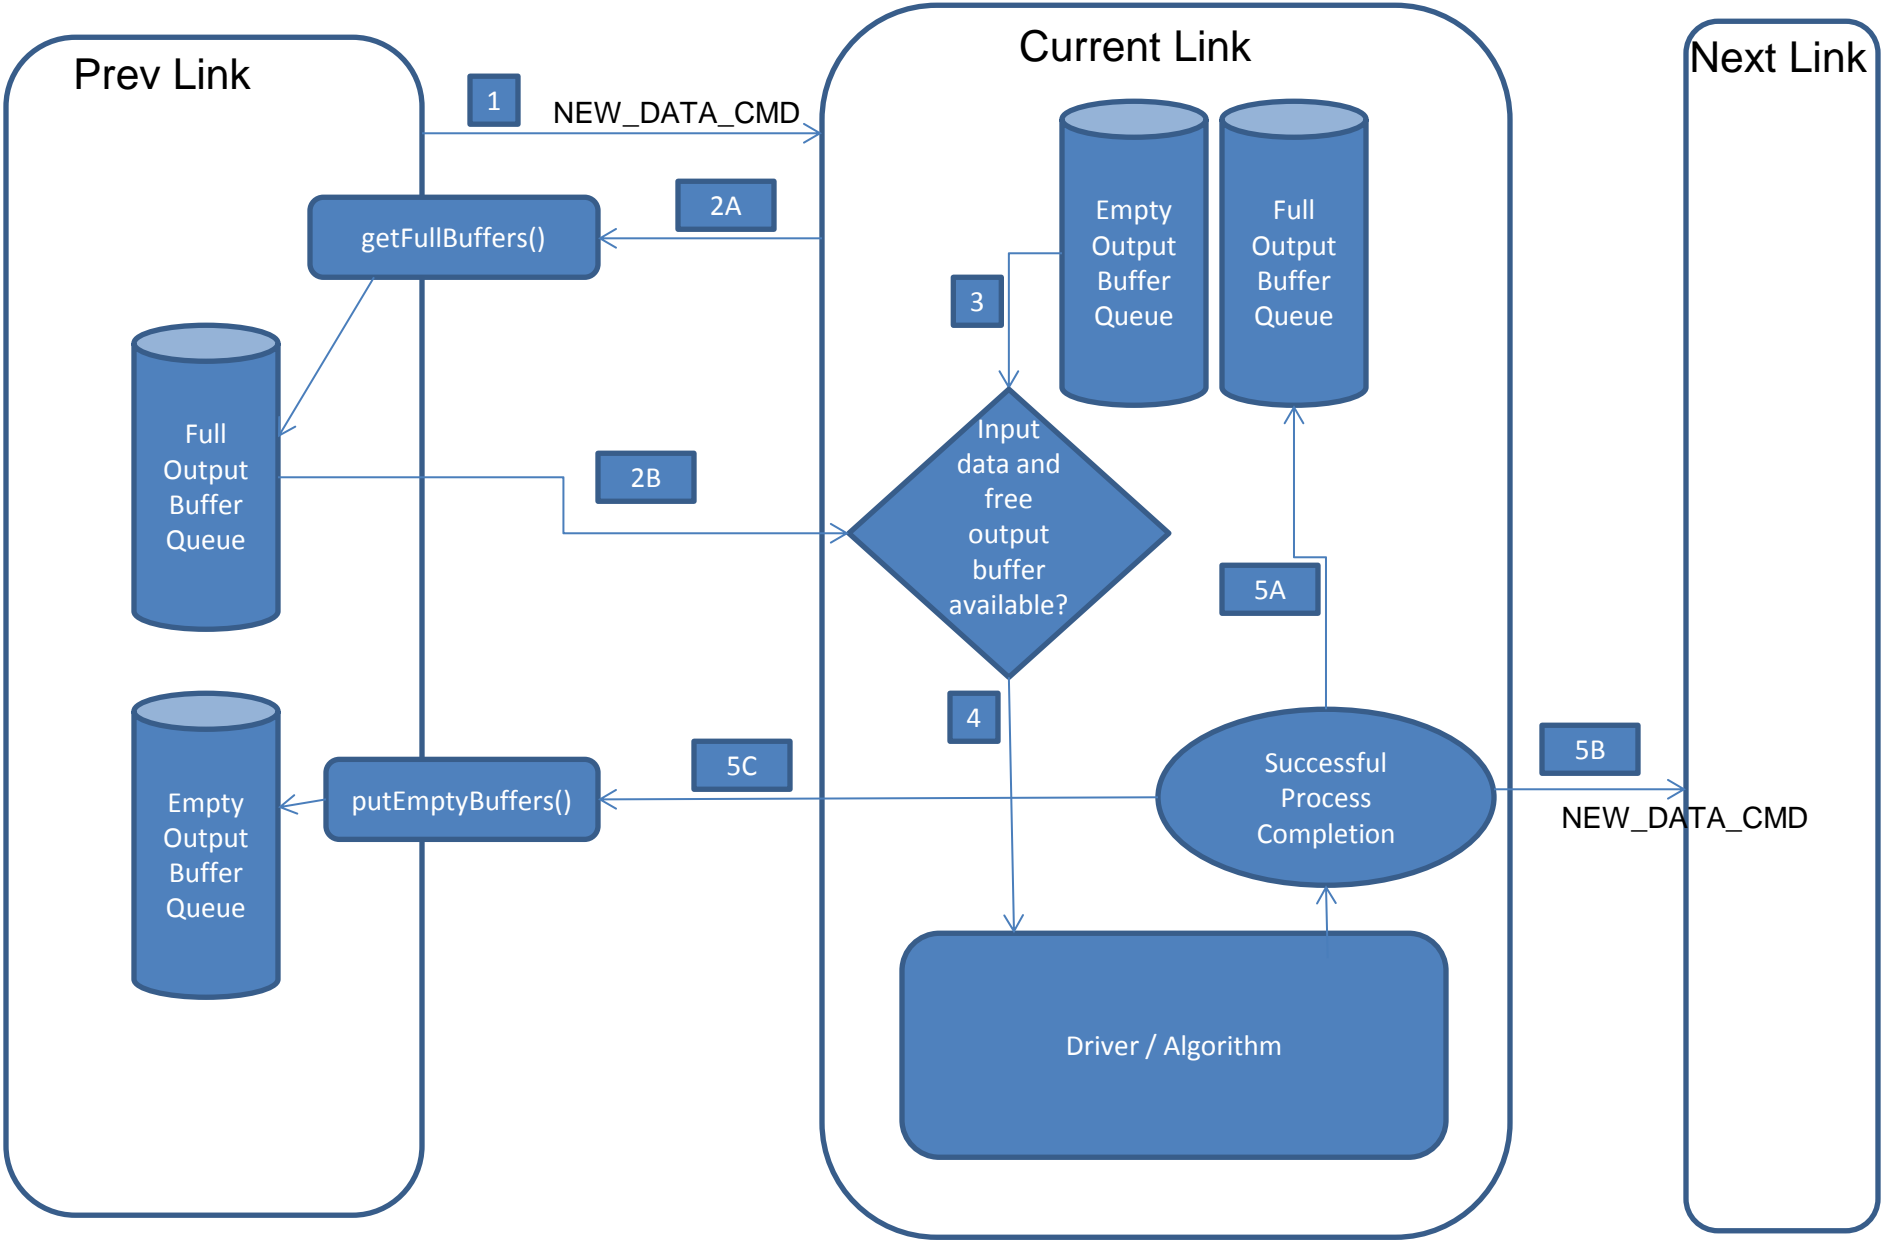 Prev Link
Current Link
Next Link
1
NEW_DATA_CMD
2A
getFullBuffers()
Empty
Output
Buffer
Queue
Full
Output
Buffer
Queue
3
Full
Output
Buffer
Queue
2B
Input
data and
free
output
buffer
available?
5A
4
5C
5B
Successful
Process
Completion
NEW_DATA_CMD
putEmptyBuffers()
Empty
Output
Buffer
Queue
Driver / Algorithm